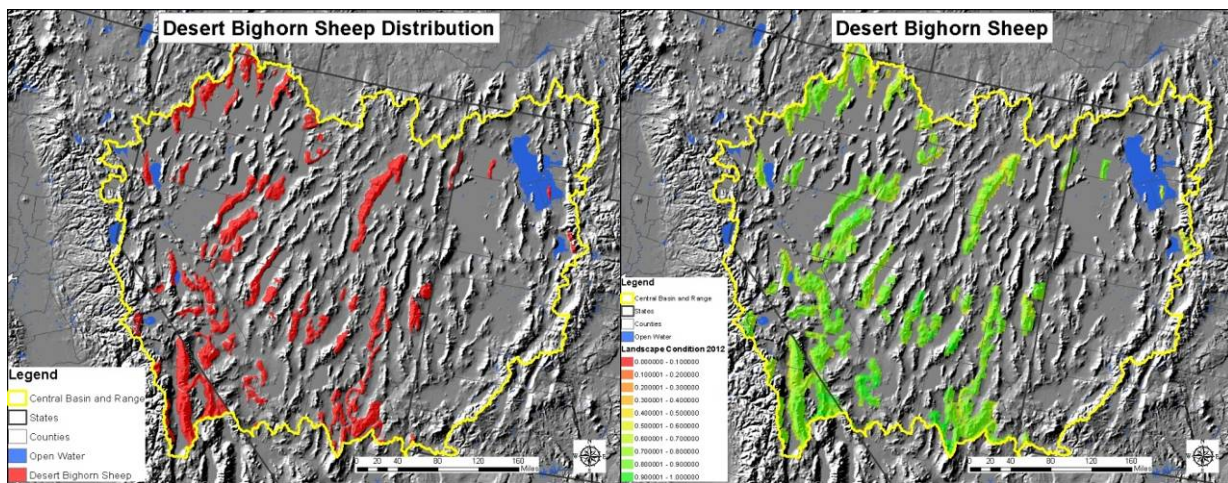 Desert Bighorn Sheep Distribution
Legend
Central Basin and Range
States
Counties
Open Water
Desert Bighorn Sheep
0 20 40 80 120 160
Miles
Desert Bighorn Sheep
Legend
Central Basin and Range
States
Counties
Open Water
Landscape Condition 2012
0.000000 - 0.100000
0.100001 - 0.200000
0.200001 - 0.300000
0.300001 - 0.400000
0.400001 - 0.500000
0.500001 - 0.600000
0.600001 - 0.700000
0.700001 - 0.800000
0.800001 - 0.900000
0.900001 - 1.000000
0 20 40 80 120 160
Miles